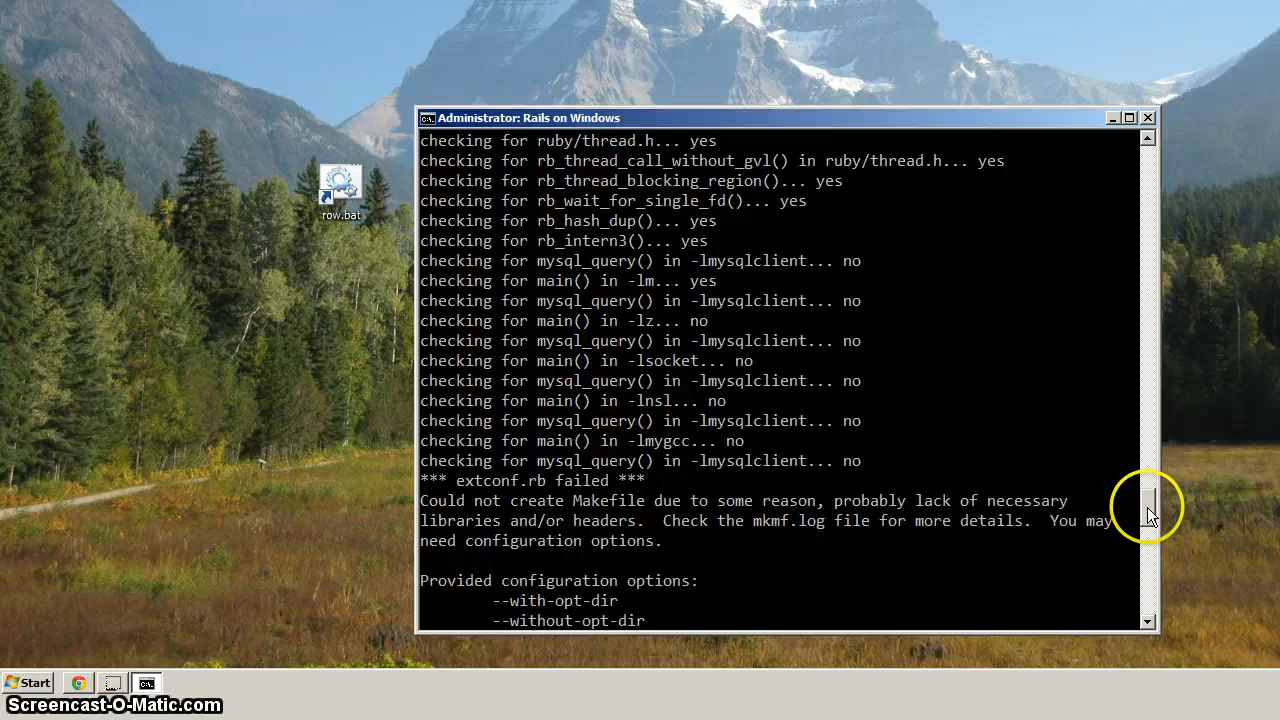 Administrator: Rails on Windows
checking for ruby/thread.h... yes
checking for rb_thread_call_without_gvl() in ruby/thread.h... yes
checking for rb_thread_blocking_region()... yes
checking for rb_wait_for_single_fd()... yes
checking for rb_hash_dup()... yes
checking for rb_intern3()... yes
checking for mysql_query() in -lmysqlclient... no
checking for main() in -lm... yes
checking for mysql_query() in -lmysqlclient... no
checking for main() in -lz... no
checking for mysql_query() in -lmysqlclient... no
checking for main() in -lsocket... no
checking for mysql_query() in -lmysqlclient... no
checking for main() in -lnsl... no
checking for mysql_query() in -lmysqlclient... no
checking for main() in -lmygcc... no
checking for mysql_query() in -lmysqlclient... no
*** extconf.rb failed ***
Could not create Makefile due to some reason, probably lack of necessary
libraries and/or headers.  Check the mkmf.log file for more details.  You may
need configuration options.
Provided configuration options:
--with-opt-dir
--without-opt-dir
row.bat
Start
Screencast-O-Matic.com